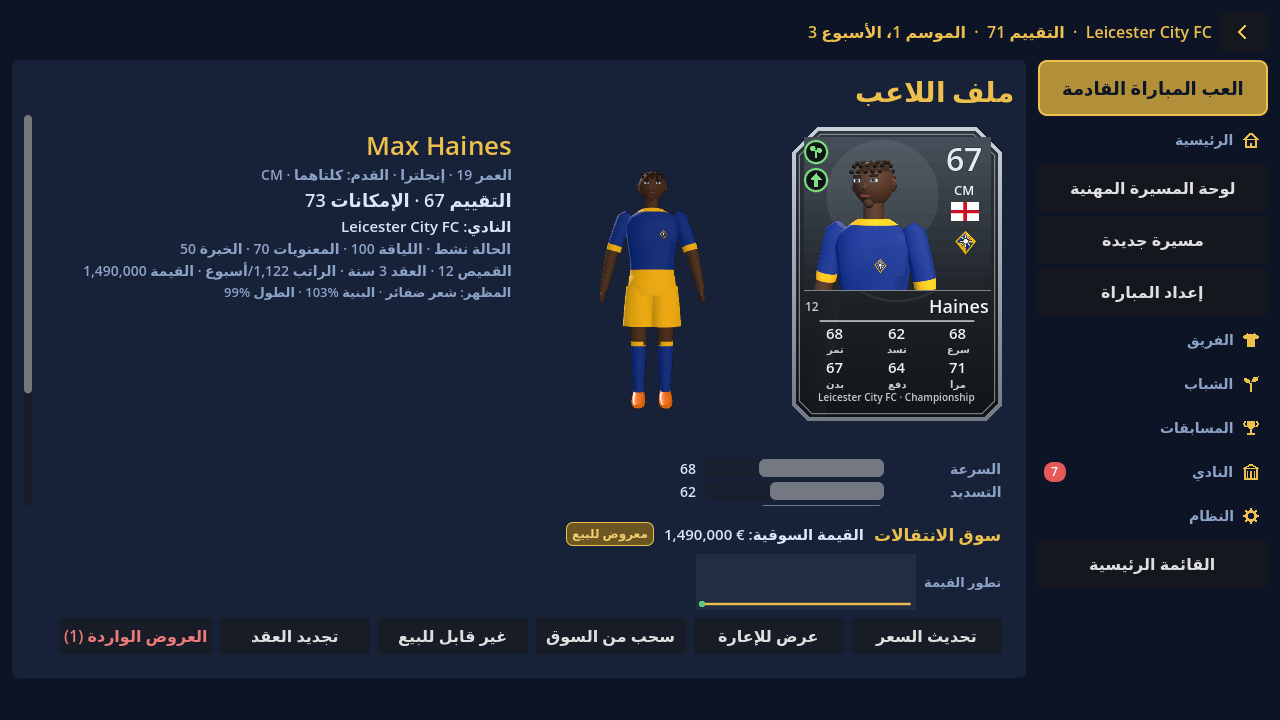 Leicester City FC · التقييم 71 · الموسم 1، الأسبوع 3
العب المباراة القادمة
الرئيسية
لوحة المسيرة المهنية
مسيرة جديدة
إعداد المباراة
الفريق
الشباب
المسابقات
النادي
7
النظام
القائمة الرئيسية
ملف اللاعب
67
CM
12
Haines
68 62 68
سرع تسد تمر
71 64 67
مرا دفع بدن
Leicester City FC · Championship
Max Haines
العمر 19 · إنجلترا · القدم: كلتاهما · CM
التقييم 67 · الإمكانات 73
النادي: Leicester City FC
الحالة نشط · اللياقة 100 · المعنويات 70 · الخبرة 50
القميص 12 · العقد 3 سنة · الراتب 1,122/أسبوع · القيمة 1,490,000
المظهر: شعر ضفائر · البنية 103% · الطول 99%
السرعة 68
التسديد 62
سوق الانتقالات
القيمة السوقية: € 1,490,000
معروض للبيع
تطور القيمة
تحديث السعر
عرض للإعارة
سحب من السوق
غير قابل للبيع
تجديد العقد
العروض الواردة (1)